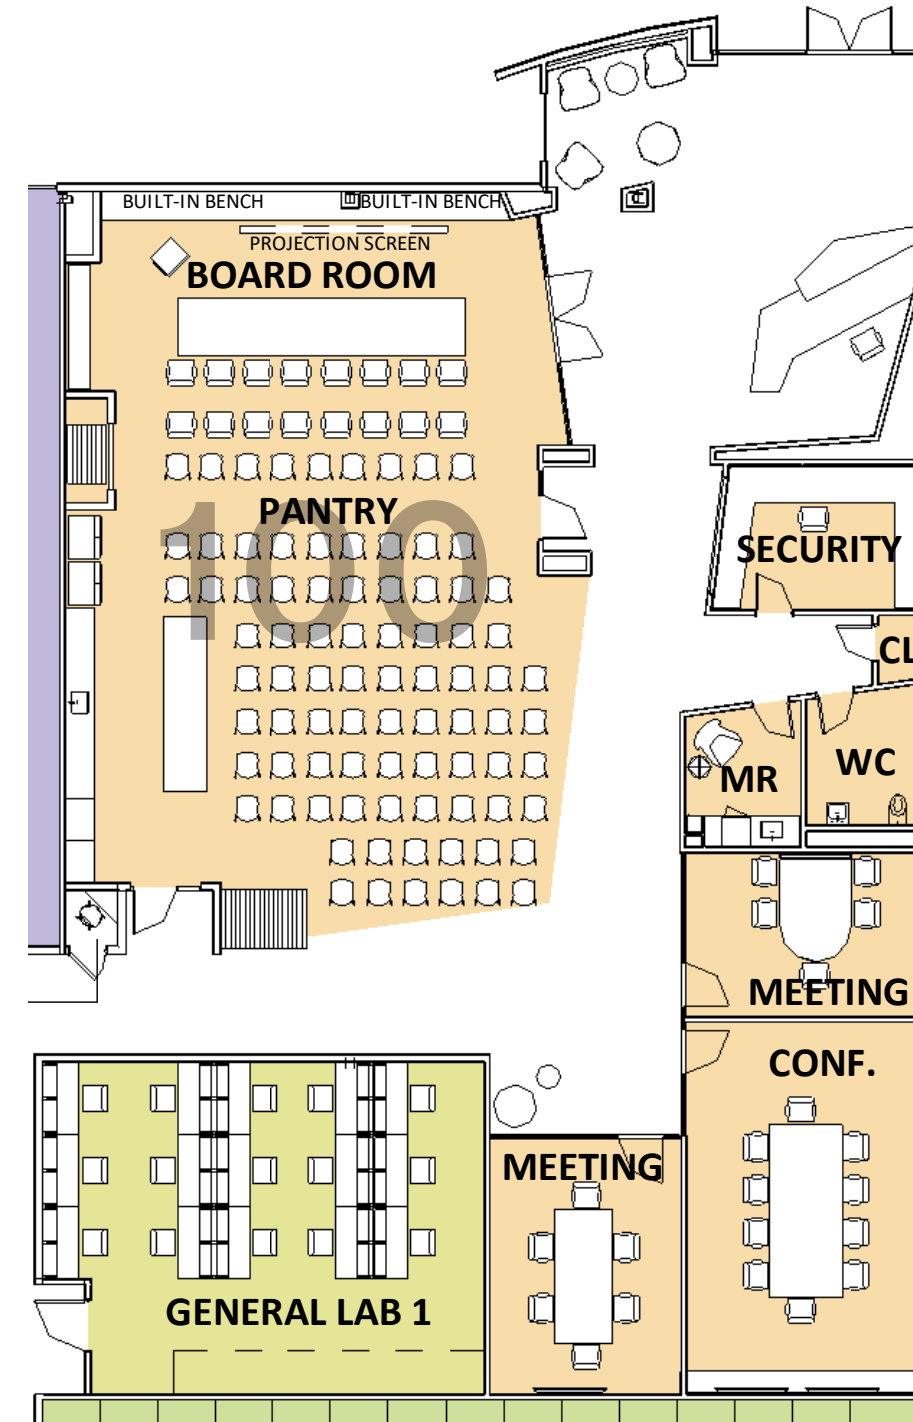 BUILT-IN BENCH
BUILT-IN BENCH
PROJECTION SCREEN
BOARD ROOM
PANTRY
100
SECURITY
CL
WC
MR
MEETING
CONF.
MEETING
GENERAL LAB 1